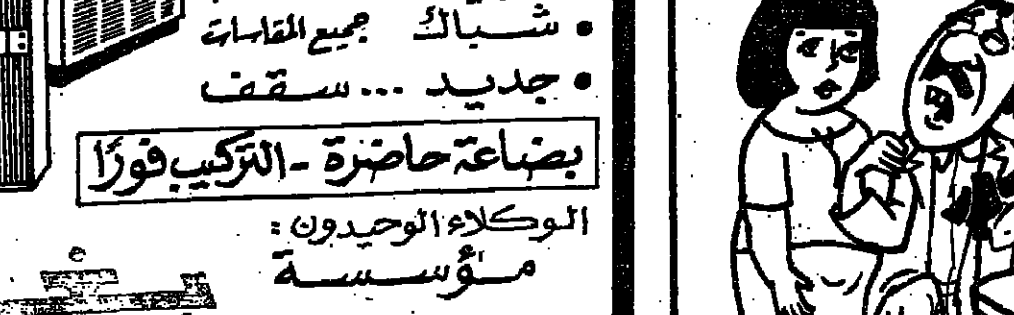 • شباك جميع المقاسات
• جديد ... سقف
بضاعة حاضرة - التركيب فورًا
الوكلاء الوحيدون :
مؤسسة